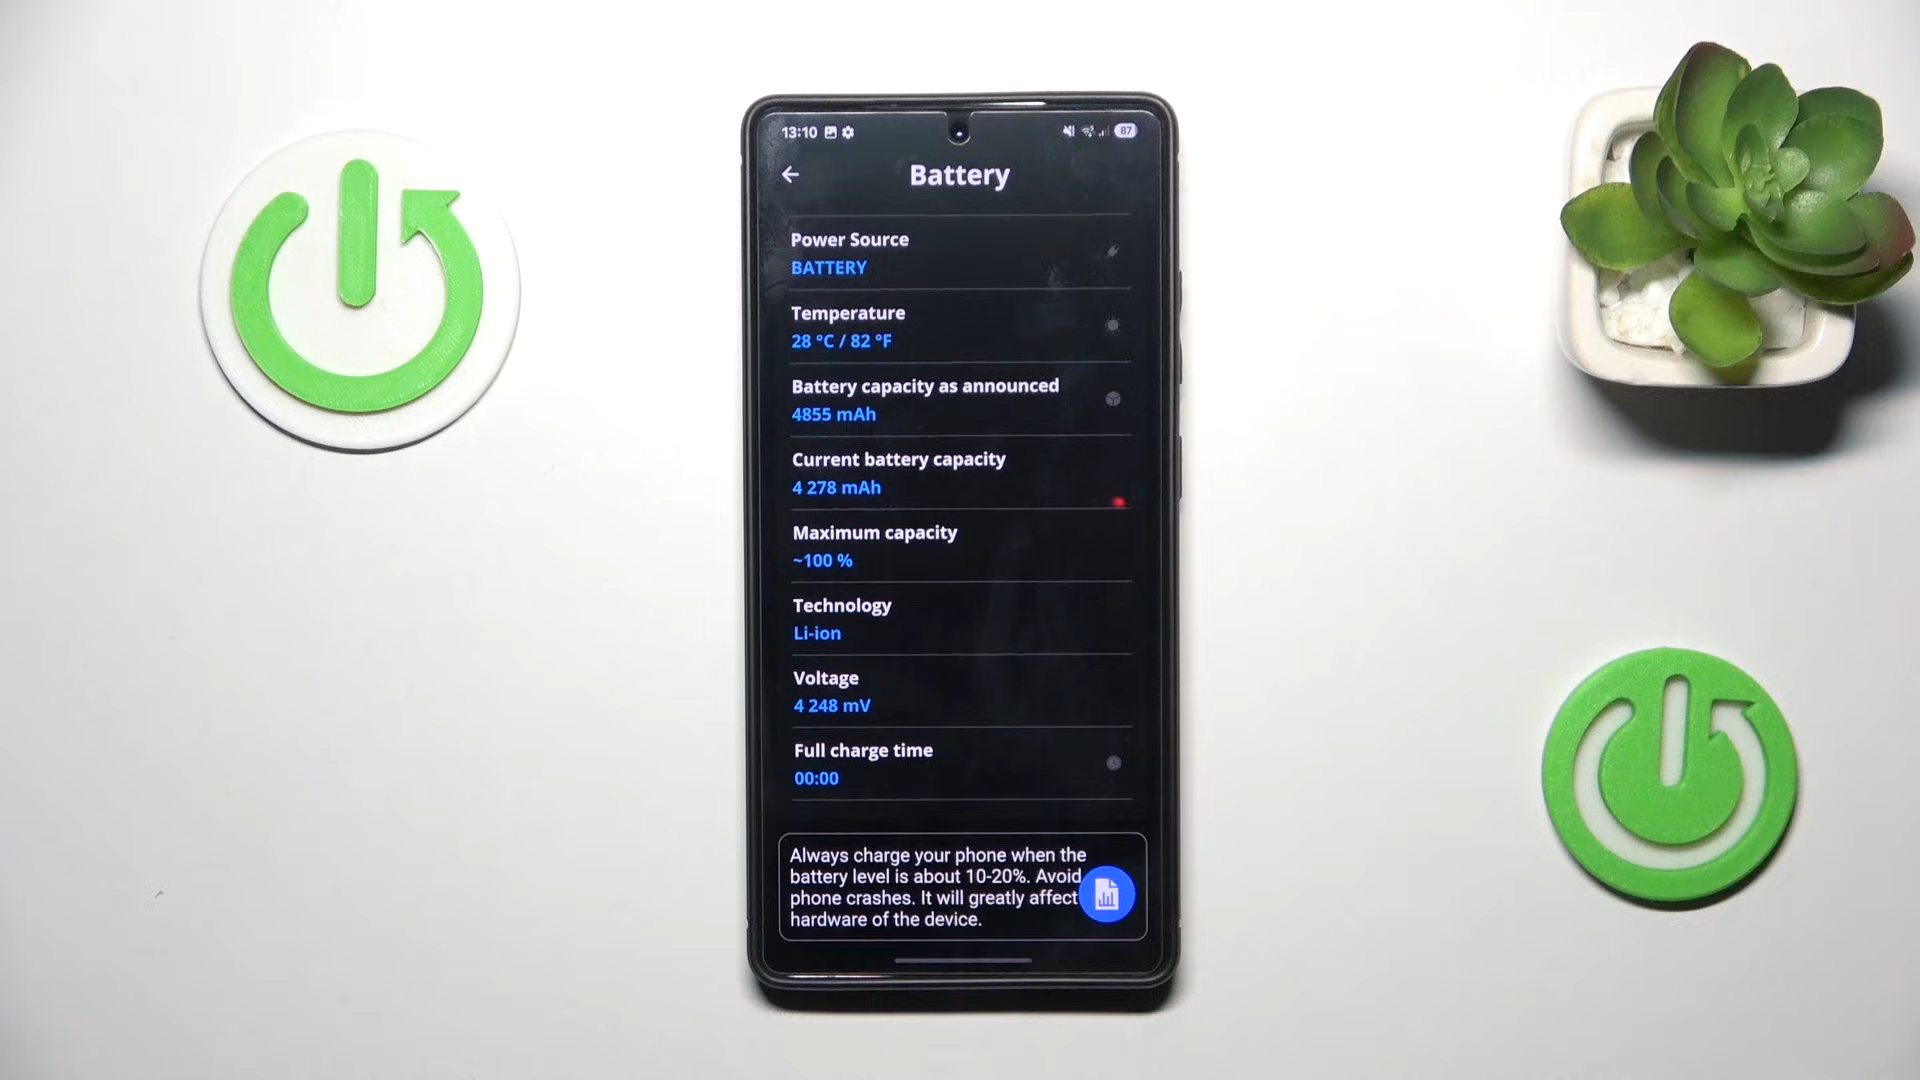 13:10 87
Battery
Power Source
BATTERY
Temperature
28 °C / 82 °F
Battery capacity as announced
4855 mAh
Current battery capacity
4 278 mAh
Maximum capacity
~100 %
Technology
Li-ion
Voltage
4 248 mV
Full charge time
00:00
Always charge your phone when the
battery level is about 10-20%. Avoid
phone crashes. It will greatly affect
hardware of the device.